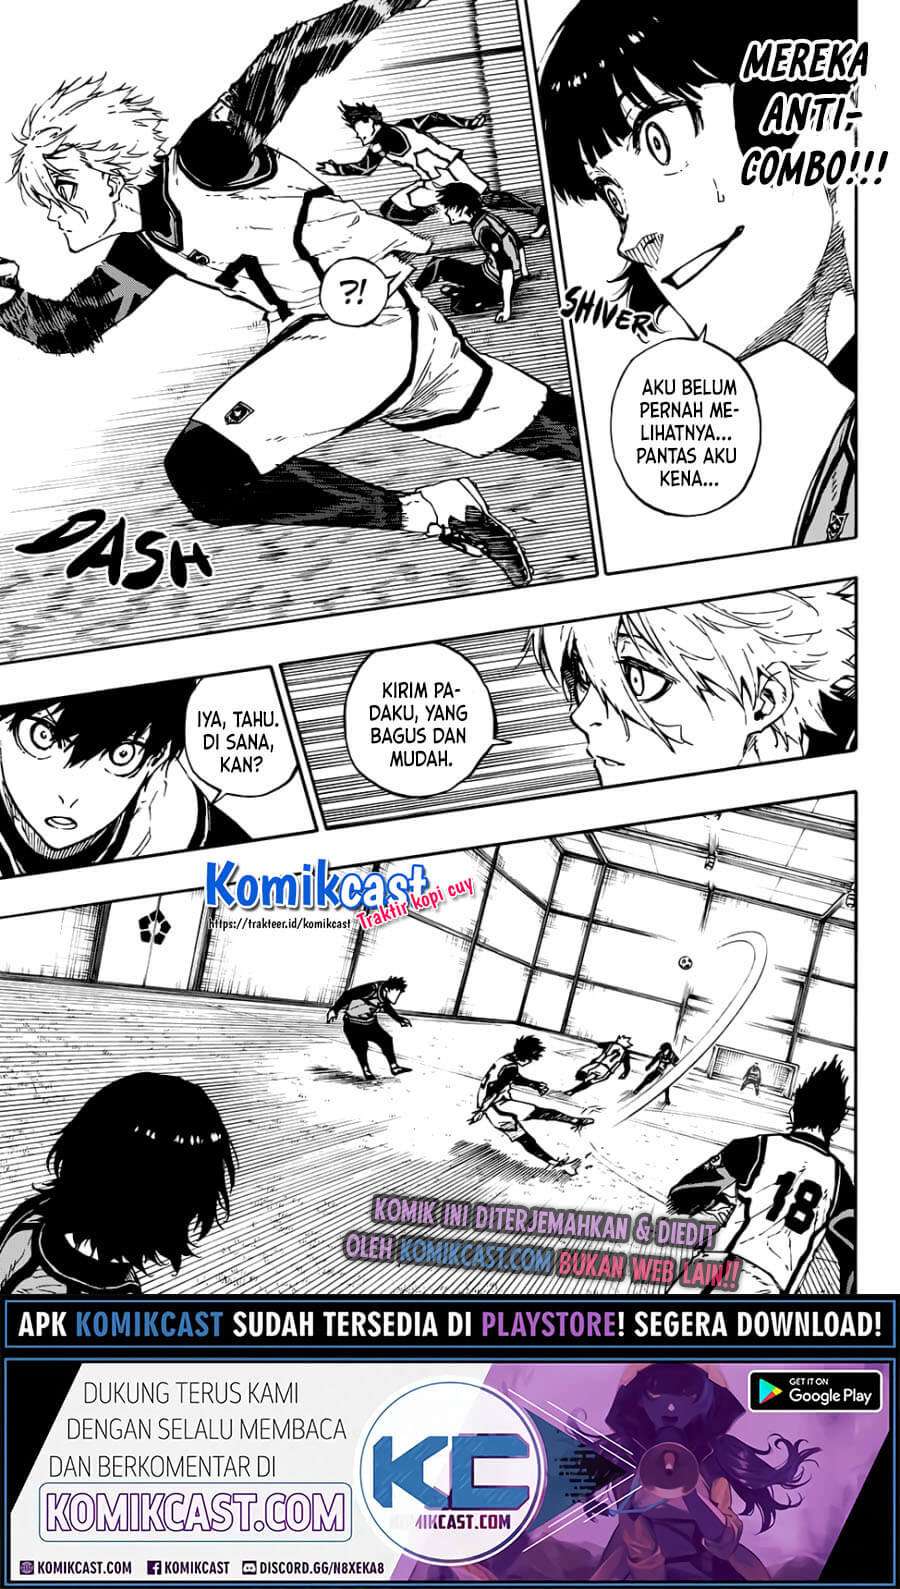 MEREKA
ANTI-
COMBO!!!
SHIVER
AKU BELUM
PERNAH ME-
LIHATNYA...
PANTAS AKU
KENA...
?!
7
DASH
KIRIM PA-
DAKU, YANG
BAGUS DAN
MUDAH.
IYA, TAHU.
DI SANA,
KAN?
Komikcast
Traktir kopi cuy
https://trakteer.id/komikcast
18
KOMIK INI DITERJEMAHKAN & DIEDIT
OLEH KOMIKCAST.COM BUKAN WEB LAIN!!
APK KOMIKCAST SUDAH TERSEDIA DI PLAYSTORE! SEGERA DOWNLOAD!
DUKUNG TERUS KAMI
DENGAN SELALU MEMBACA
DAN BERKOMENTAR DI
KOMIKCAST.COM
KOMIKCAST.COM KOMIKCAST DISCORD.GG/N8XEKA8
KC
KOMIKCAST.COM
GET IT ON
Google Play